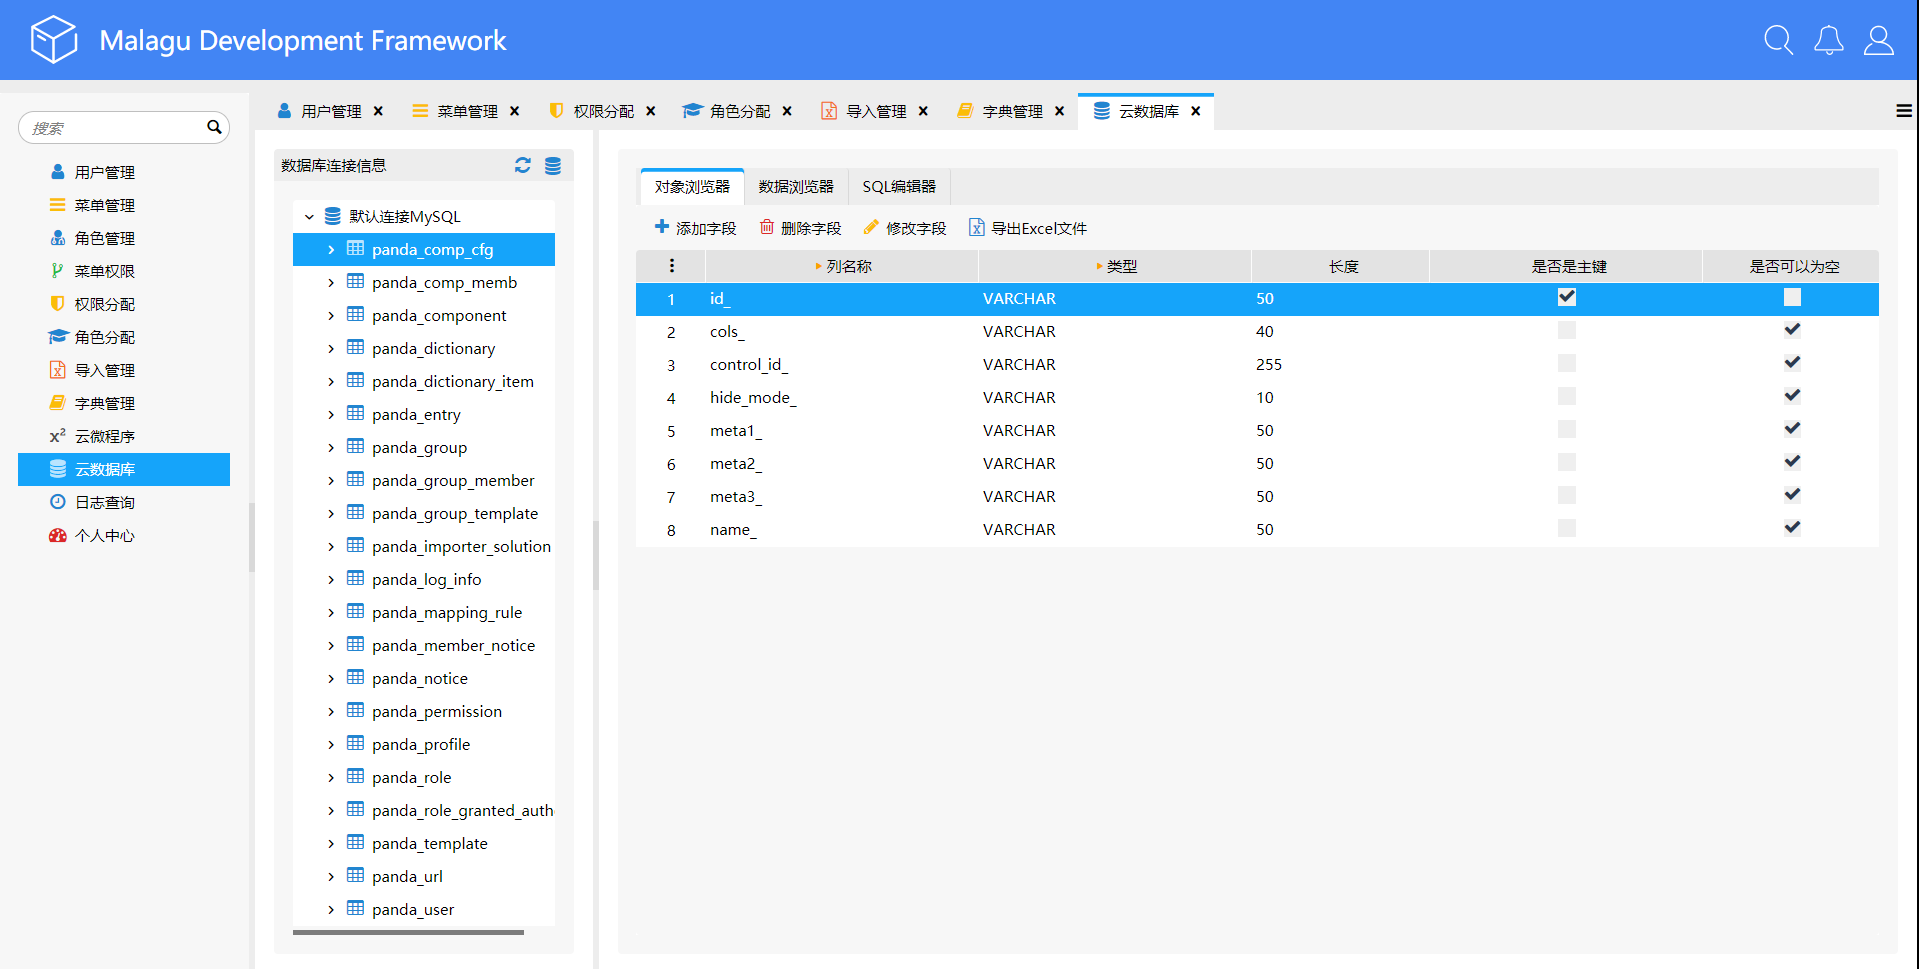 Malagu Development Framework
用户管理
菜单管理
权限分配
角色分配
导入管理
字典管理
云数据库
搜索
用户管理
菜单管理
角色管理
菜单权限
权限分配
角色分配
导入管理
字典管理
x² 云微程序
云数据库
日志查询
个人中心
数据库连接信息
默认连接MySQL
panda_comp_cfg
panda_comp_memb
panda_component
panda_dictionary
panda_dictionary_item
panda_entry
panda_group
panda_group_member
panda_group_template
panda_importer_solution
panda_log_info
panda_mapping_rule
panda_member_notice
panda_notice
panda_permission
panda_profile
panda_role
panda_role_granted_auth
panda_template
panda_url
panda_user
对象浏览器 数据浏览器 SQL编辑器
添加字段 删除字段 修改字段 导出Excel文件
列名称 类型 长度 是否是主键 是否可以为空
1 id_ VARCHAR 50
2 cols_ VARCHAR 40
3 control_id_ VARCHAR 255
4 hide_mode_ VARCHAR 10
5 meta1_ VARCHAR 50
6 meta2_ VARCHAR 50
7 meta3_ VARCHAR 50
8 name_ VARCHAR 50